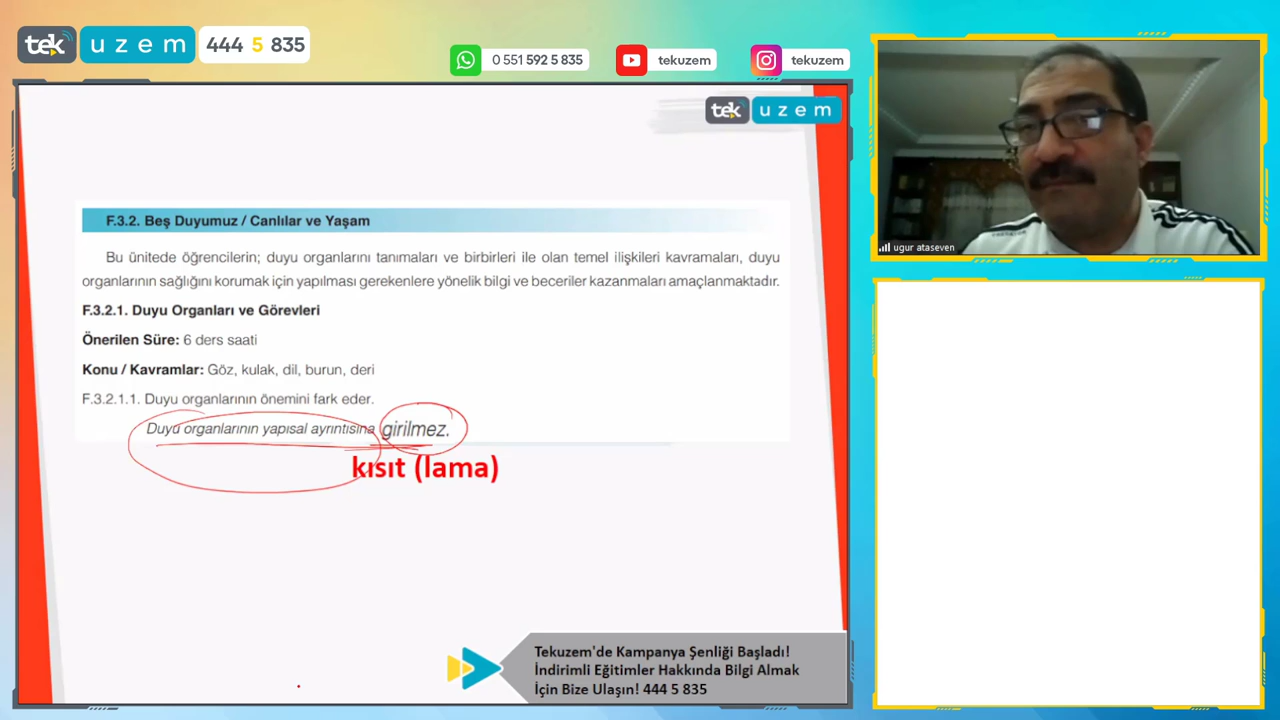 tek uzem 444 5 835
0 551 592 5 835 tekuzem tekuzem
tek uzem
F.3.2. Beş Duyumuz / Canlılar ve Yaşam
Bu ünitede öğrencilerin; duyu organlarını tanımaları ve birbirleri ile olan temel ilişkileri kavramaları, duyu
organlarının sağlığını korumak için yapılması gerekenlere yönelik bilgi ve beceriler kazanmaları amaçlanmaktadır.
F.3.2.1. Duyu Organları ve Görevleri
Önerilen Süre: 6 ders saati
Konu / Kavramlar: Göz, kulak, dil, burun, deri
F.3.2.1.1. Duyu organlarının önemini fark eder.
Duyu organlarının yapısal ayrıntısına girilmez.
kısıt (lama)
Tekuzem'de Kampanya Şenliği Başladı!
İndirimli Eğitimler Hakkında Bilgi Almak
İçin Bize Ulaşın! 444 5 835
ugur ataseven